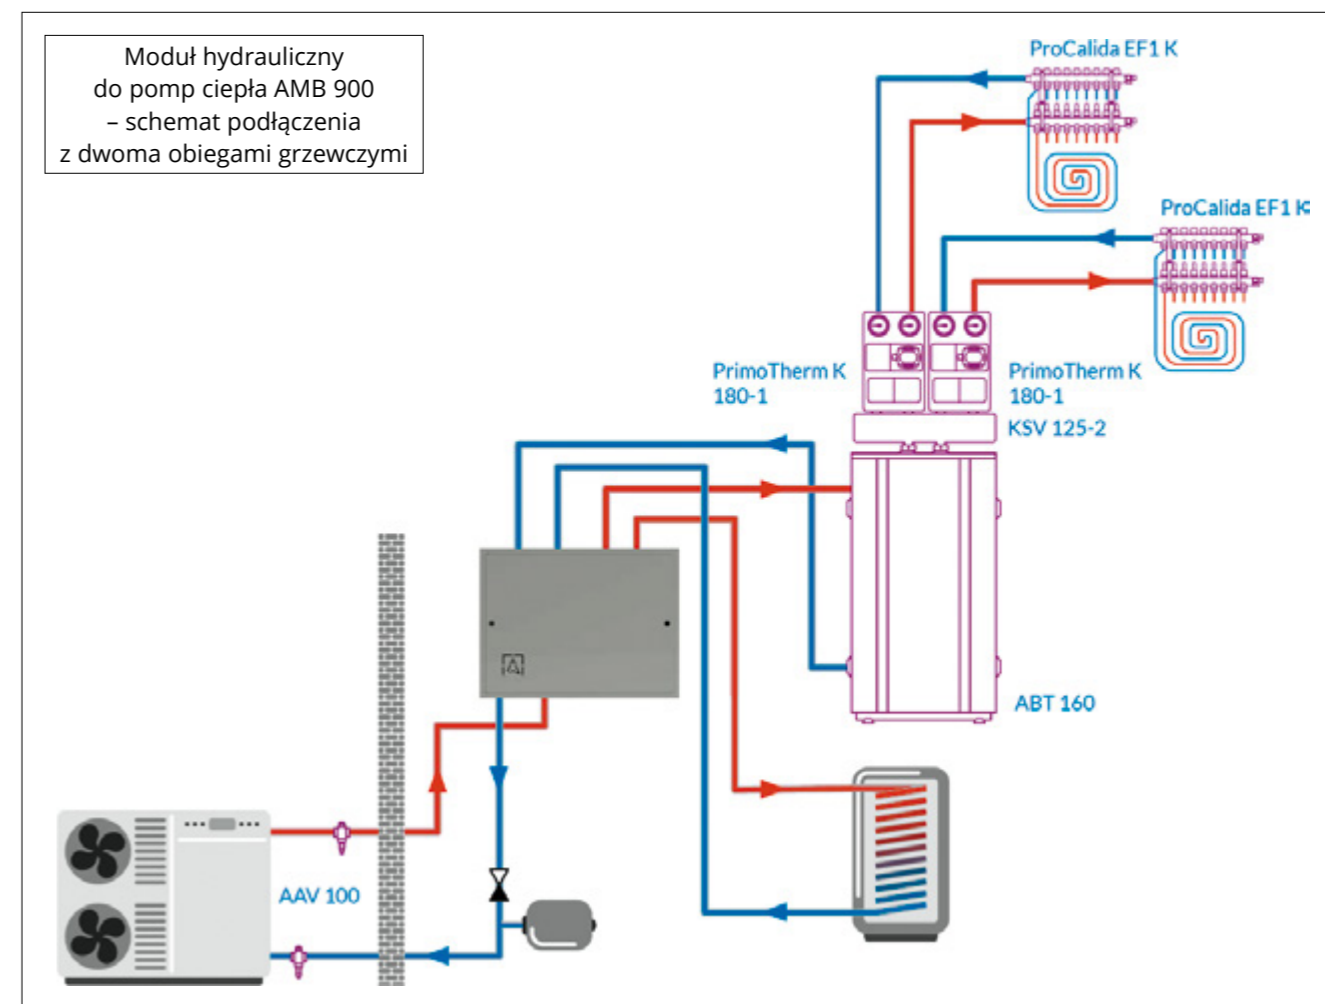 Moduł hydrauliczny
do pomp ciepła AMB 900
– schemat podłączenia
z dwoma obiegami grzewczymi
ProCalida EF1 K
ProCalida EF1 K
PrimoTherm K
180-1
PrimoTherm K
180-1
KSV 125-2
ABT 160
AAV 100